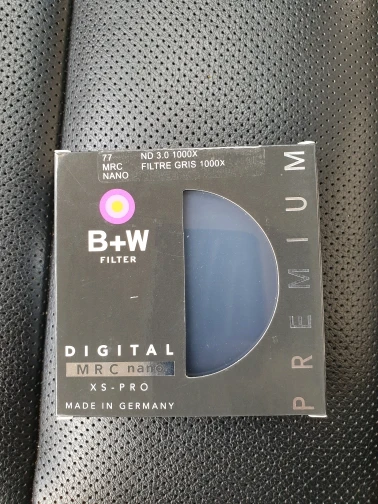 77 ND 3.0 1000X
MRC FILTRE GRIS 1000X
NANO
B+W
FILTER
DIGITAL
MRC nano
XS-PRO
MADE IN GERMANY
PREMIUM